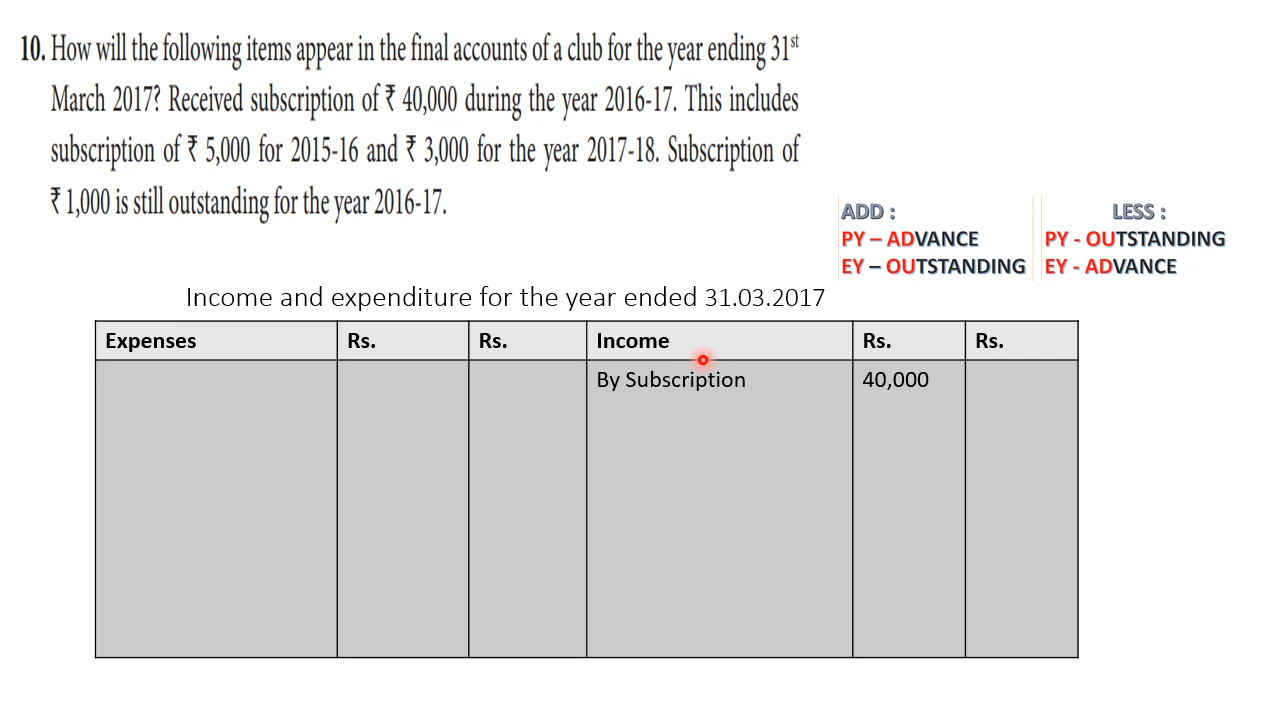 10. How will the following items appear in the final accounts of a club for the year ending 31st
March 2017? Received subscription of ₹ 40,000 during the year 2016-17. This includes
subscription of ₹ 5,000 for 2015-16 and ₹ 3,000 for the year 2017-18. Subscription of
₹ 1,000 is still outstanding for the year 2016-17.
ADD :
PY – ADVANCE
EY – OUTSTANDING
LESS :
PY - OUTSTANDING
EY - ADVANCE
Income and expenditure for the year ended 31.03.2017
Expenses Rs. Rs. Income Rs. Rs.
By Subscription 40,000